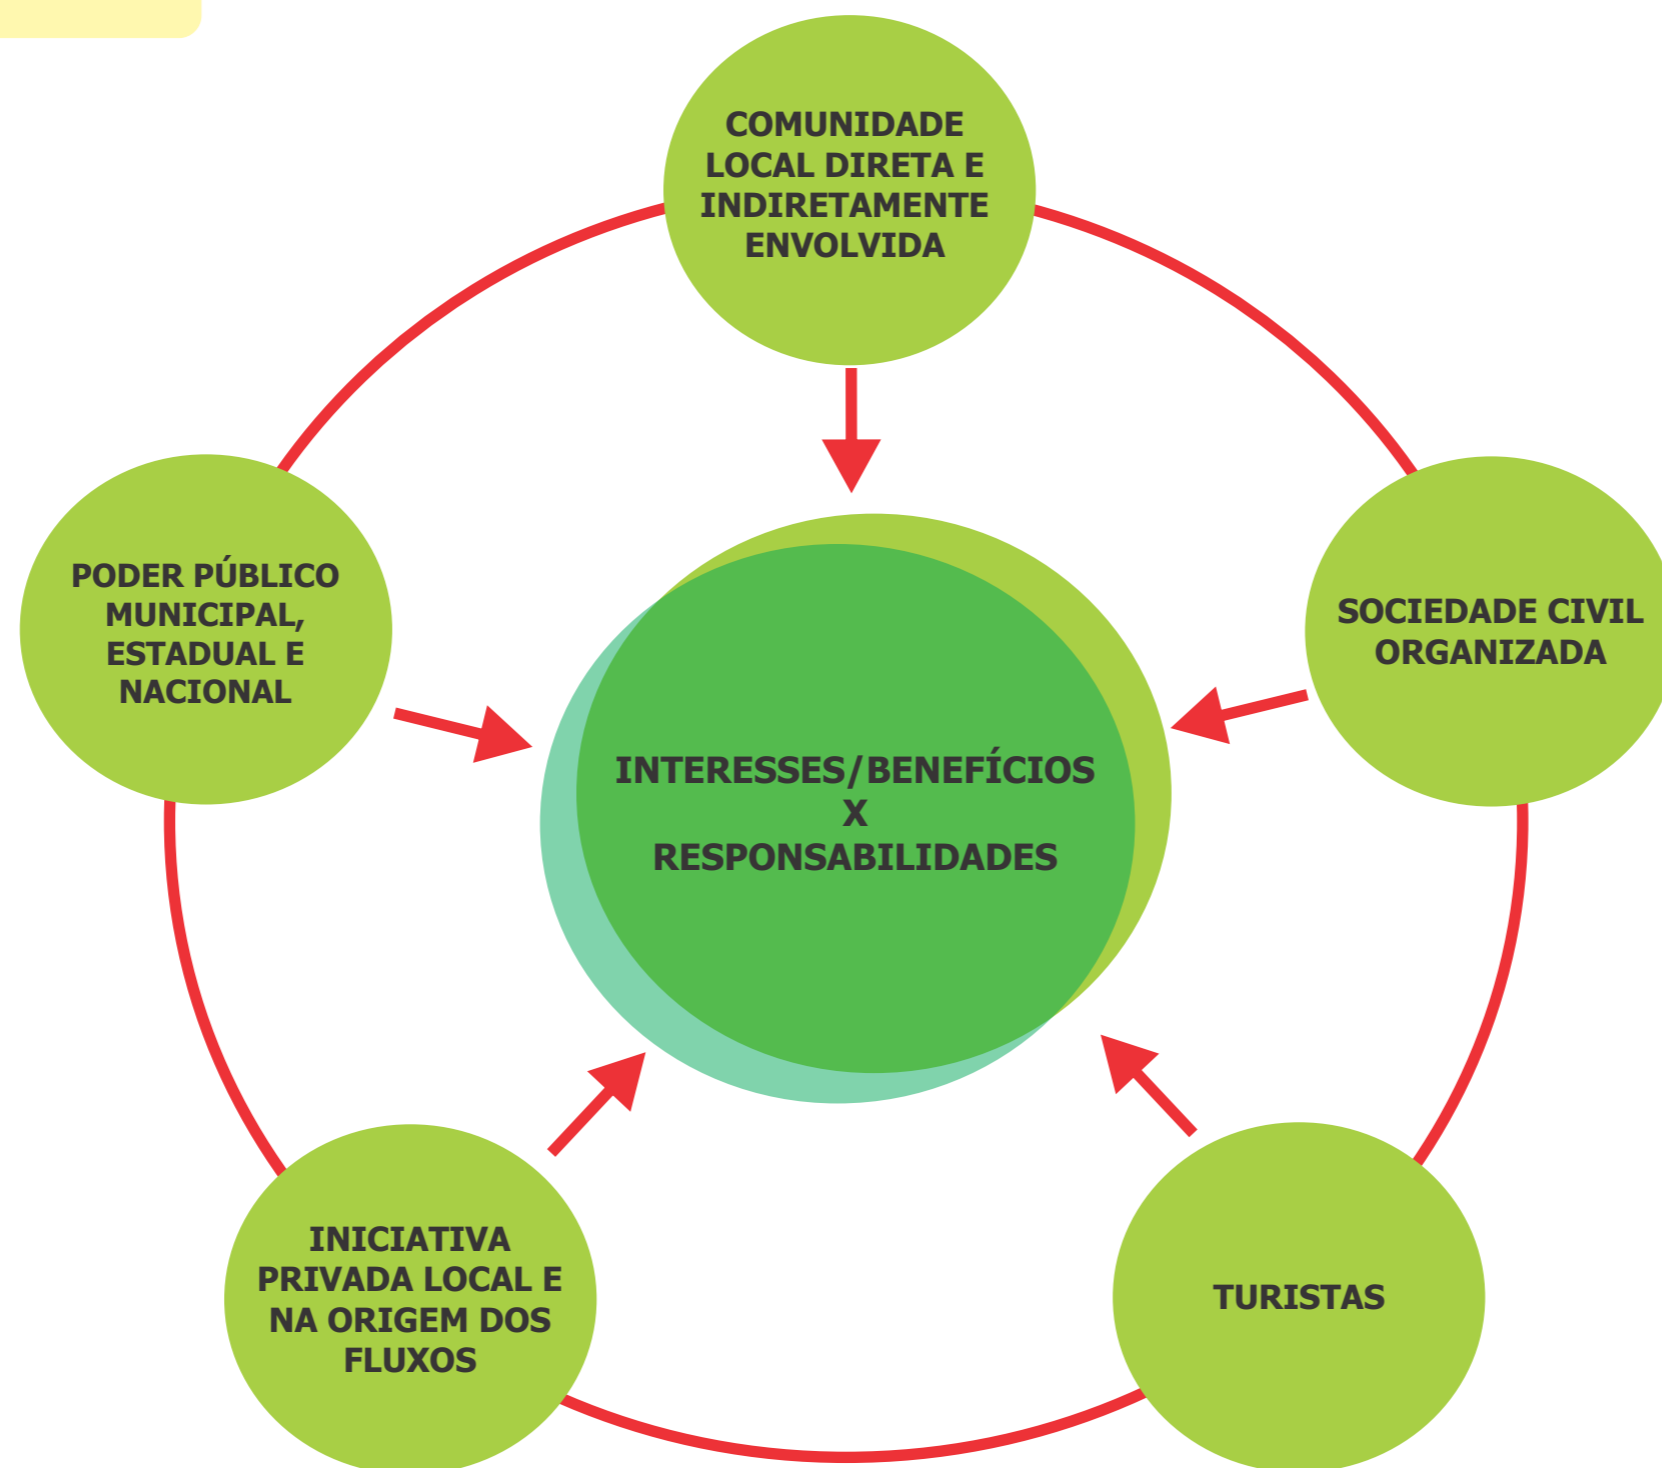 COMUNIDADE
LOCAL DIRETA E
INDIRETAMENTE
ENVOLVIDA
PODER PÚBLICO
MUNICIPAL,
ESTADUAL E
NACIONAL
SOCIEDADE CIVIL
ORGANIZADA
INTERESSES/BENEFÍCIOS
X
RESPONSABILIDADES
INICIATIVA
PRIVADA LOCAL E
NA ORIGEM DOS
FLUXOS
TURISTAS